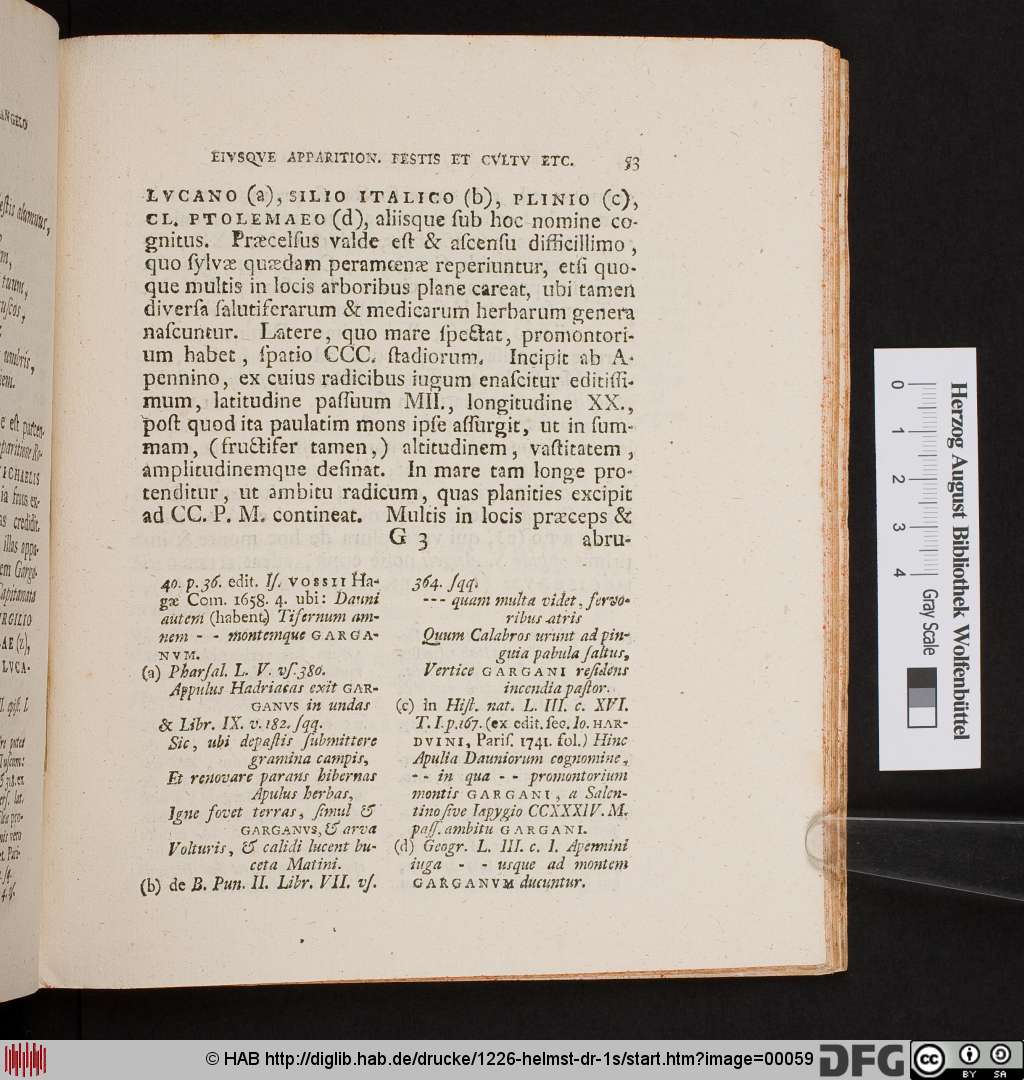 EIVSQVE APPARITION. FESTIS ET CVLTV ETC. 53
LVCANO (a), SILIO ITALICO (b), PLINIO (c),
CL. PTOLEMAEO (d), aliisque ſub hoc nomine co-
gnitus. Præcelſus valde eſt & aſcenſu difficillimo,
quo ſylvæ quædam peramœnæ reperiuntur, etſi quo-
que multis in locis arboribus plane careat, ubi tamen
diverſa ſalutiferarum & medicarum herbarum genera
naſcuntur. Latere, quo mare ſpectat, promontori-
um habet, ſpatio CCC. ſtadiorum. Incipit ab A-
pennino, ex cuius radicibus iugum enaſcitur editiſſi-
mum, latitudine paſſuum MII., longitudine XX.,
poſt quod ita paulatim mons ipſe aſſurgit, ut in ſum-
mam, (fructifer tamen,) altitudinem, vaſtitatem,
amplitudinemque deſinat. In mare tam longe pro-
tenditur, ut ambitu radicum, quas planities excipit
ad CC. P. M. contineat. Multis in locis præceps &
G 3 abru-
40. p. 36. edit. Iſ. VOSSII Ha-
gæ Com. 1658. 4. ubi: Dauni
autem (habent) Tifernum am-
nem - - montemque GARGA-
NVM.
(a) Pharſal. L. V. vſ. 380.
Appulus Hadriacas exit GAR-
GANVS in undas
& Libr. IX. v. 182. ſqq.
Sic, ubi depaſtis ſubmittere
gramina campis,
Et renovare parans hibernas
Apulus herbas,
Igne fovet terras, ſimul &
GARGANVS, & arva
Volturis, & calidi lucent bu-
ceta Matini.
(b) de B. Pun. II. Libr. VII. vſ.
364. ſqq.
--- quam multa videt, fervo-
ribus atris
Quum Calabros urunt ad pin-
guia pabula ſaltus,
Vertice GARGANI reſidens
incendia paſtor.
(c) in Hiſt. nat. L. III. c. XVI.
T. I. p. 167. (ex edit. ſec. Io. HAR-
DVINI, Pariſ. 1741. fol.) Hinc
Apulia Dauniorum cognomine,
- - in qua - - promontorium
montis GARGANI, a Salen-
tino ſive Iapygio CCXXXIV. M.
paſſ. ambitu GARGANI.
(d) Geogr. L. III. c. I. Apennini
iuga - - usque ad montem
GARGANVM ducuntur.
Herzog August Bibliothek Wolfenbüttel
Gray Scale
0 1 2 3 4
© HAB http://diglib.hab.de/drucke/1226-helmst-dr-1s/start.htm?image=00059
DFG
cc BY SA